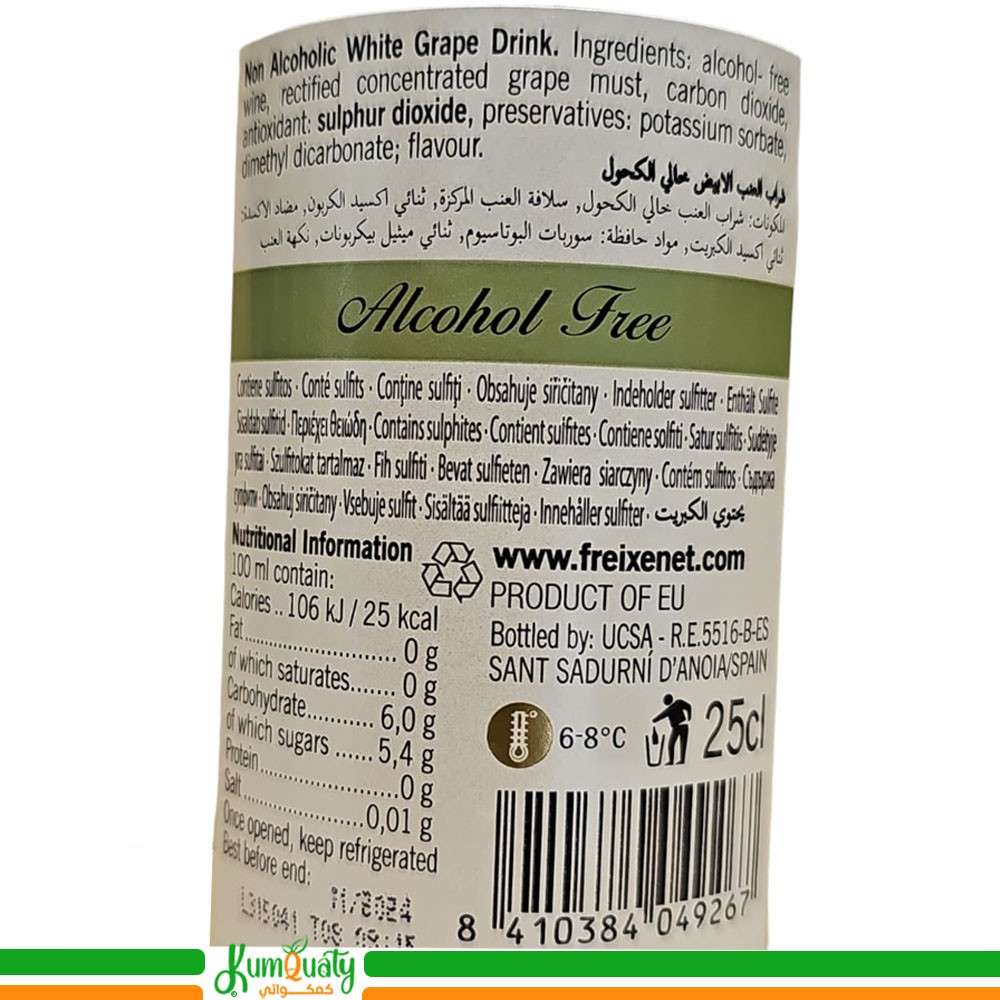 Non Alcoholic White Grape Drink. Ingredients: alcohol- free
wine, rectified concentrated grape must, carbon dioxide,
antioxidant: sulphur dioxide, preservatives: potassium sorbate,
dimethyl dicarbonate; flavour.
شراب العنب الابيض خالي الكحول
المكونات: شراب العنب خالي الكحول, سلافة العنب المركزة, ثنائي اكسيد الكربون, مضاد الاكسدة:
ثنائي اكسيد الكبريت, مواد حافظة: سوربات البوتاسيوم, ثنائي ميثيل بيكربونات, نكهة العنب
Alcohol Free
Contiene sulfitos · Conté sulfits · Conţine sulfiţi · Obsahuje siřičitany · Indeholder sulfitter · Enthält Sulfite
Sisaldab sulfitid · Περιέχει θειώδη · Contains sulphites · Contient sulfites · Contiene solfiti · Satur sulfītis · Sudėtyje
yra sulfitai · Szulfitokat tartalmaz · Fih sulfiti · Bevat sulfieten · Zawiera siarczyny · Contém sulfitos · Съдържа
сулфити · Obsahuj siričitany · Vsebuje sulfit · Sisältää sulfiitteja · Innehåller sulfiter · يحتوي الكبريت
Nutritional Information
100 ml contain:
Calories .. 106 kJ / 25 kcal
Fat.................... 0 g
of which saturates....... 0 g
Carbohydrate........... 6,0 g
of which sugars ...... 5,4 g
Protein....................0 g
Salt..................0,01 g
Once opened, keep refrigerated
Best before end:
11/2024
L315041 T08 09:15
www.freixenet.com
PRODUCT OF EU
Bottled by: UCSA - R.E.5516-B-ES
SANT SADURNÍ D'ANOIA/SPAIN
6-8°C
25cl
8 410384 049267
KumQuaty
كمكواتي